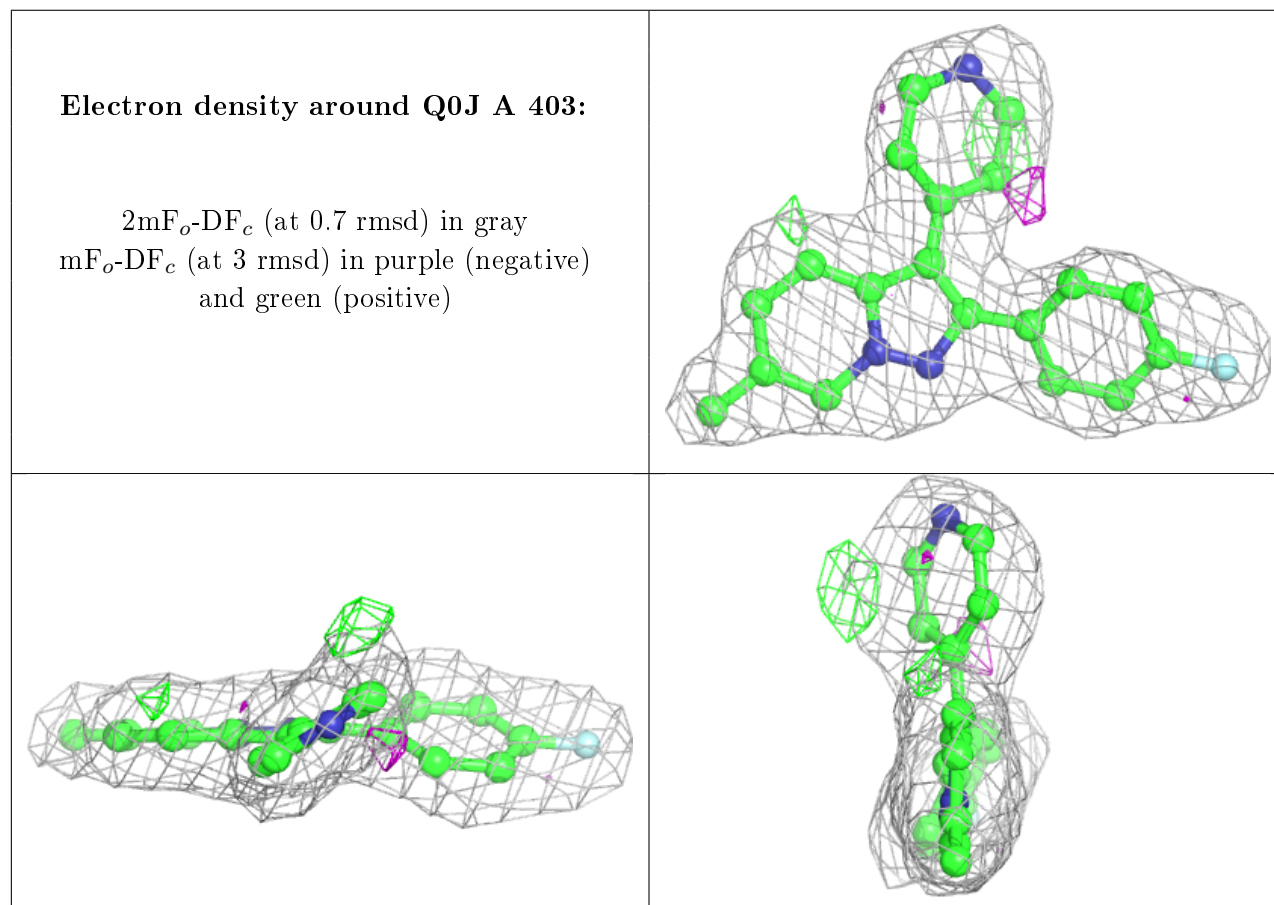 Electron density around Q0J A 403:
2mFₒ-DF𝒸 (at 0.7 rmsd) in gray
mFₒ-DF𝒸 (at 3 rmsd) in purple (negative)
and green (positive)